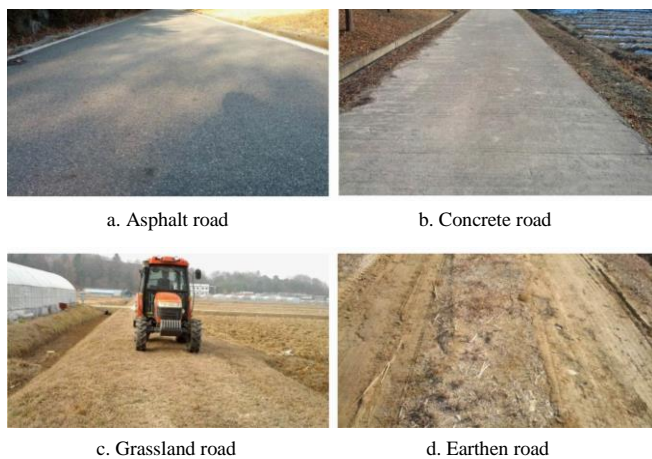 a. Asphalt road
b. Concrete road
c. Grassland road
d. Earthen road